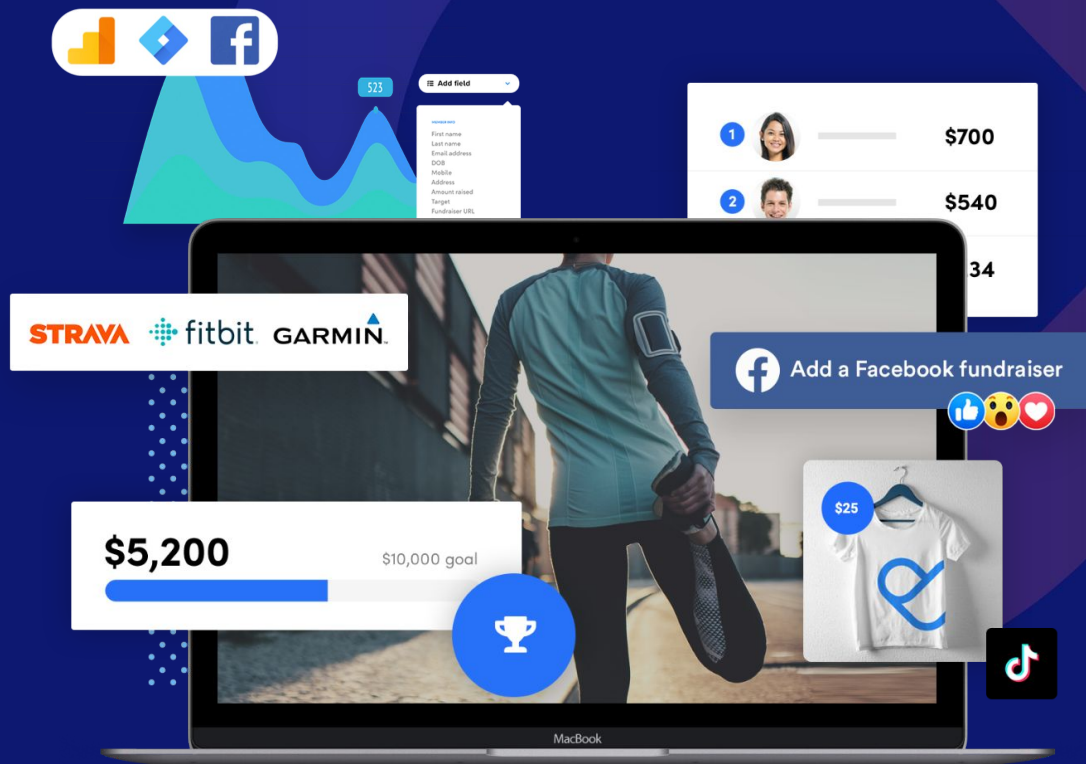 523
Add field
First name
Last name
Email address
DOB
Mobile
Address
Amount raised
Target
Fundraiser URL
1
$700
2
$540
34
STRAVA fitbit GARMIN
Add a Facebook fundraiser
$5,200
$10,000 goal
$25
MacBook